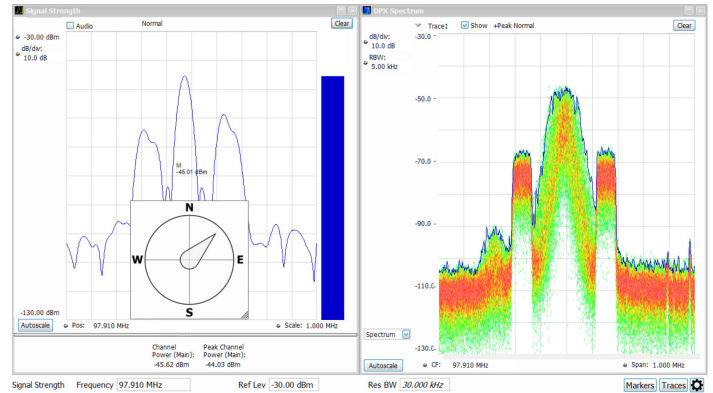 Signal Strength
Audio
Normal
Clear
-30.00 dBm
dB/div:
10.0 dB
M
-46.01 dBm
N
W
E
S
-130.00 dBm
Autoscale
Pos: 97.910 MHz
Scale: 1.000 MHz
Channel Power (Main):
-45.62 dBm
Peak Channel Power (Main):
-44.03 dBm
DPX Spectrum
Trace1
Show
+Peak Normal
Clear
dB/div:
10.0 dB
RBW:
5.00 kHz
-30.0
-50.0
-70.0
-90.0
-110.0
-130.0
Spectrum
Autoscale
CF: 97.910 MHz
Span: 1.000 MHz
Signal Strength
Frequency 97.910 MHz
Ref Lev -30.00 dBm
Res BW 30.000 kHz
Markers
Traces